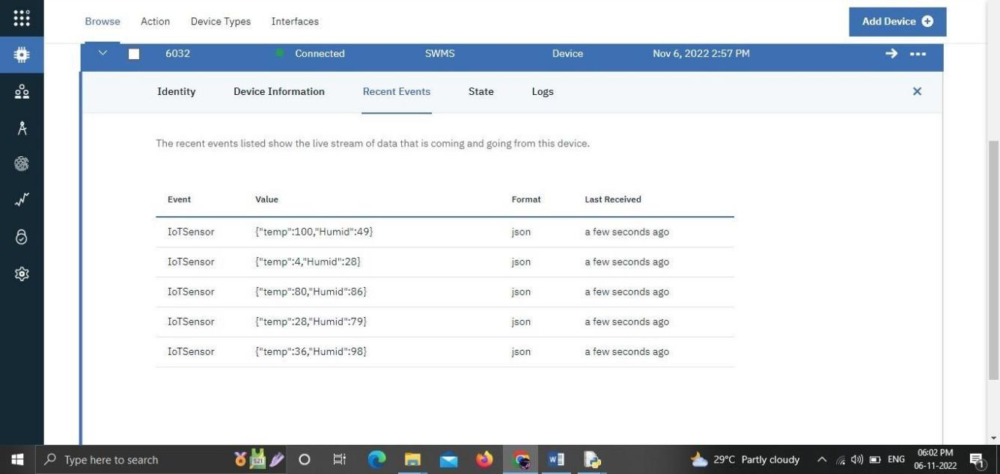 Browse Action Device Types Interfaces Add Device
6032 Connected SWMS Device Nov 6, 2022 2:57 PM
Identity Device Information Recent Events State Logs
The recent events listed show the live stream of data that is coming and going from this device.
Event Value Format Last Received
IoTSensor {"temp":100,"Humid":49} json a few seconds ago
IoTSensor {"temp":4,"Humid":28} json a few seconds ago
IoTSensor {"temp":80,"Humid":86} json a few seconds ago
IoTSensor {"temp":28,"Humid":79} json a few seconds ago
IoTSensor {"temp":36,"Humid":98} json a few seconds ago
Type here to search 29°C Partly cloudy ENG 06:02 PM
06-11-2022 1